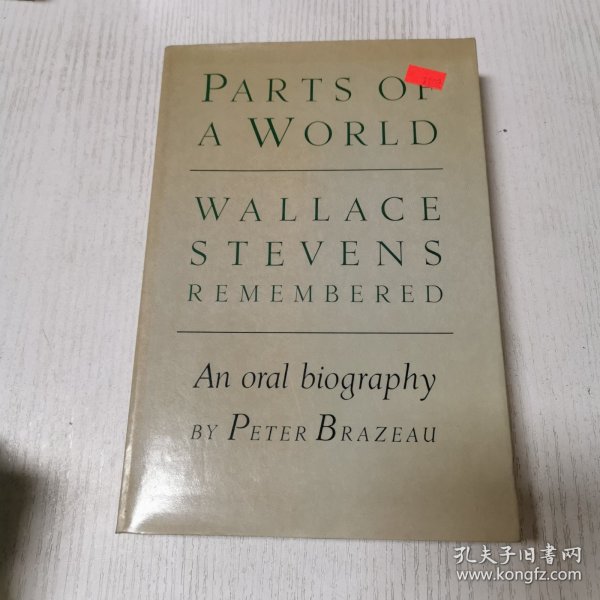 PARTS OF
A WORLD
WALLACE
STEVENS
REMEMBERED
An oral biography
BY PETER BRAZEAU
孔夫子旧书网
www.kongfz.com